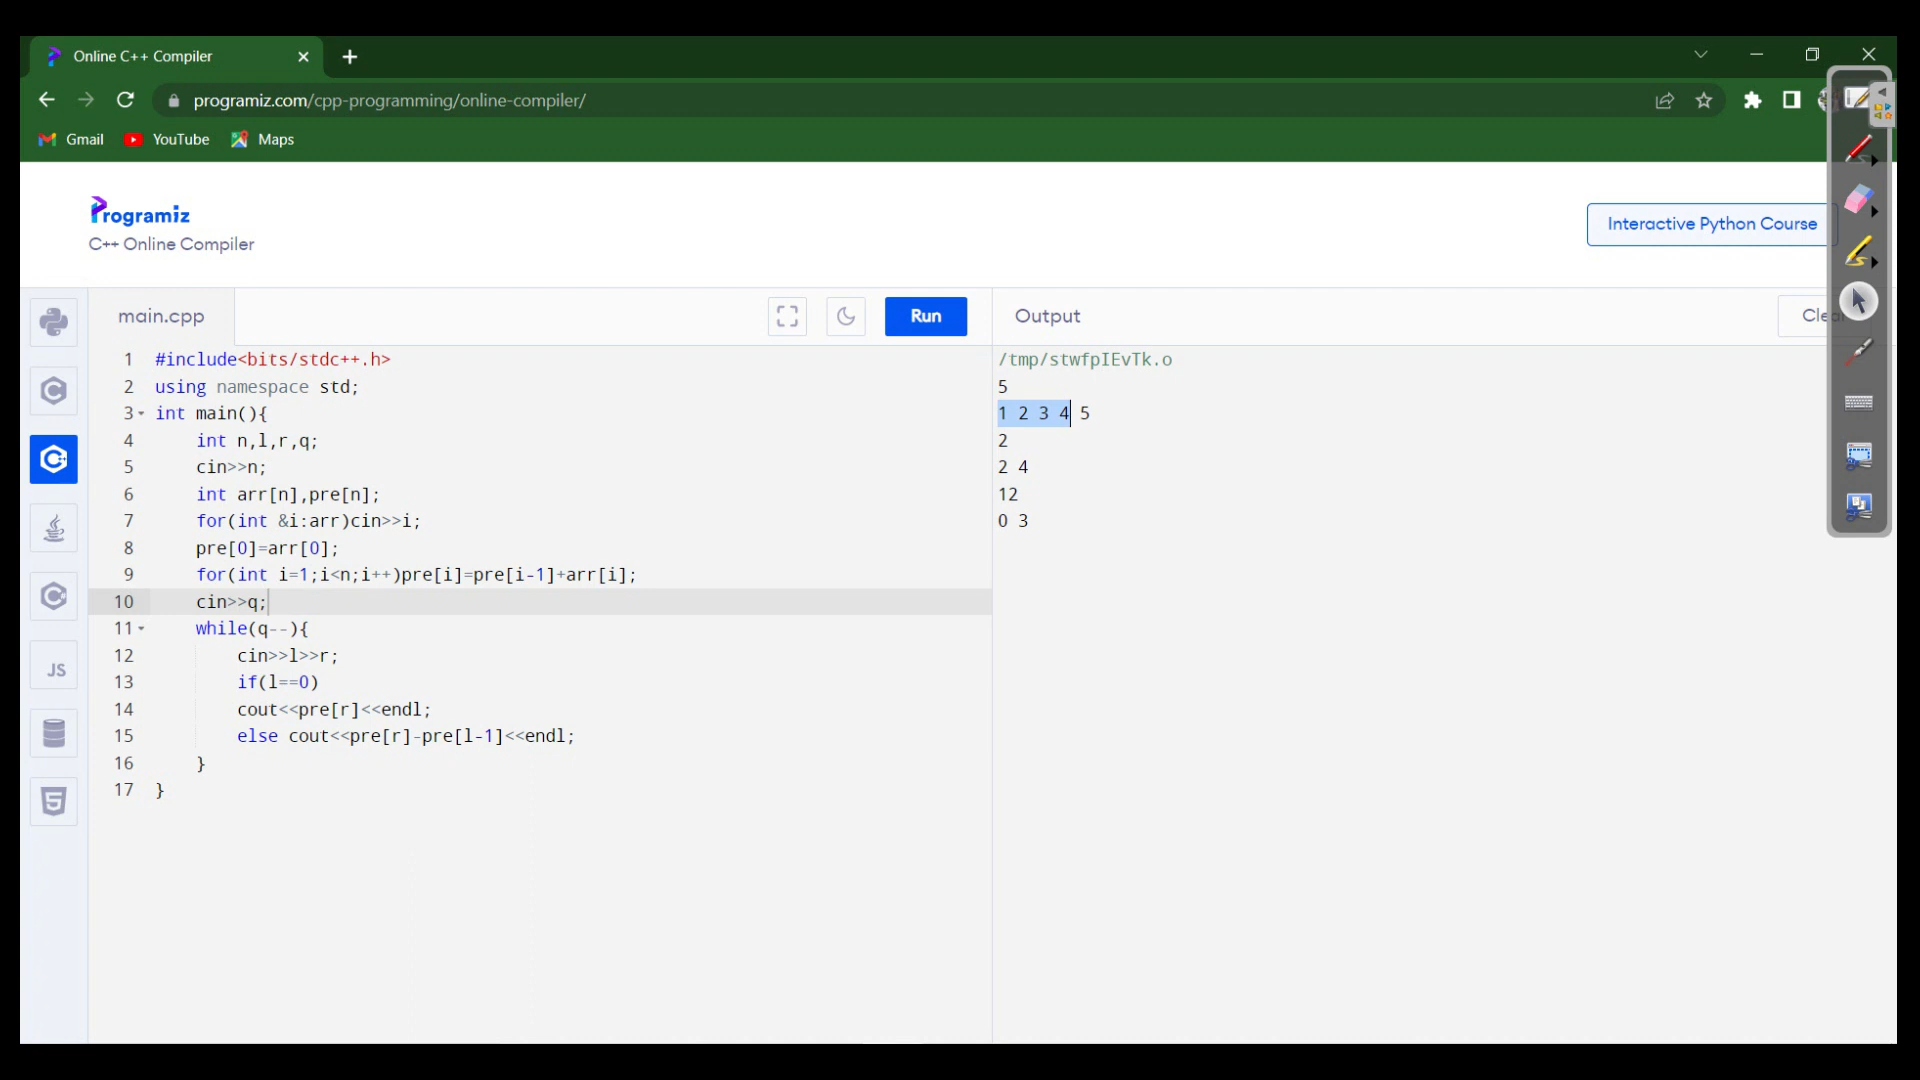 Online C++ Compiler
programiz.com/cpp-programming/online-compiler/
Gmail YouTube Maps
Programiz
C++ Online Compiler
Interactive Python Course
main.cpp
Run
Output
JS
1 #include<bits/stdc++.h>
2 using namespace std;
3 int main(){
4 int n,l,r,q;
5 cin>>n;
6 int arr[n],pre[n];
7 for(int &i:arr)cin>>i;
8 pre[0]=arr[0];
9 for(int i=1;i<n;i++)pre[i]=pre[i-1]+arr[i];
10 cin>>q;
11 while(q--){
12 cin>>l>>r;
13 if(l==0)
14 cout<<pre[r]<<endl;
15 else cout<<pre[r]-pre[l-1]<<endl;
16 }
17 }
/tmp/stwfpIEvTk.o
5
1 2 3 4 5
2
2 4
12
0 3